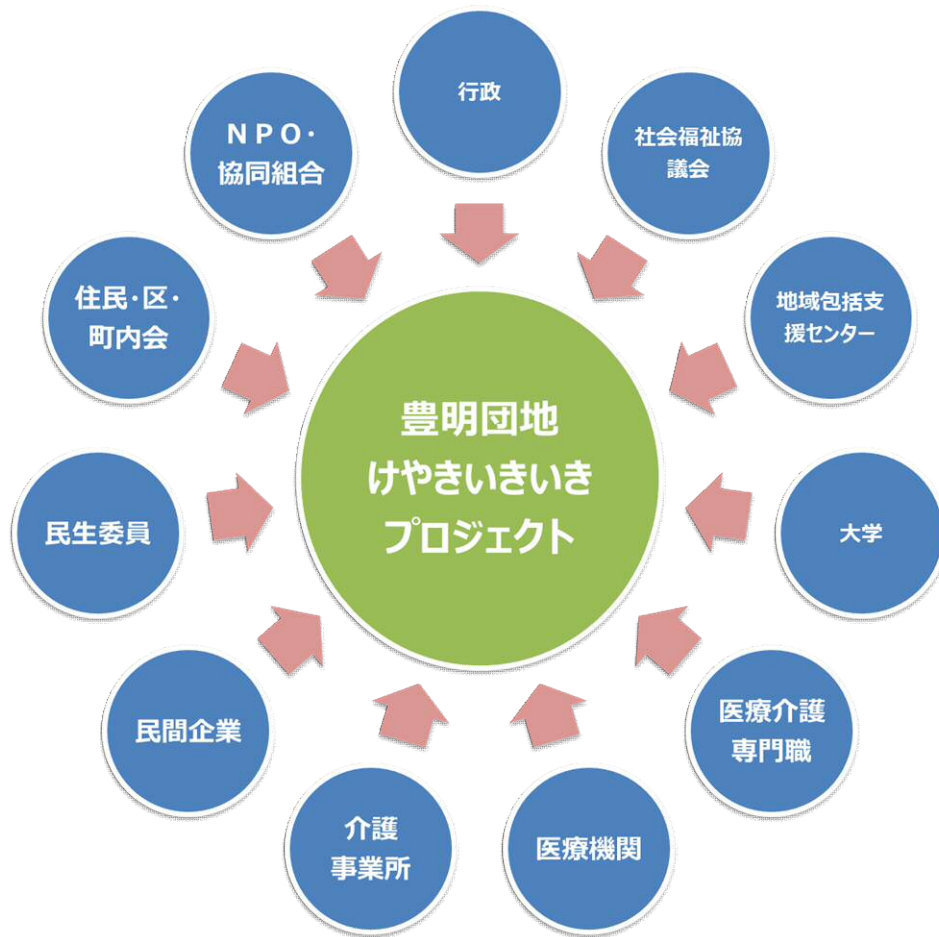 行政
社会福祉協
議会
地域包括支
援センター
大学
医療介護
専門職
医療機関
介護
事業所
民間企業
民生委員
住民・区・
町内会
ＮＰＯ・
協同組合
豊明団地
けやきいきいき
プロジェクト